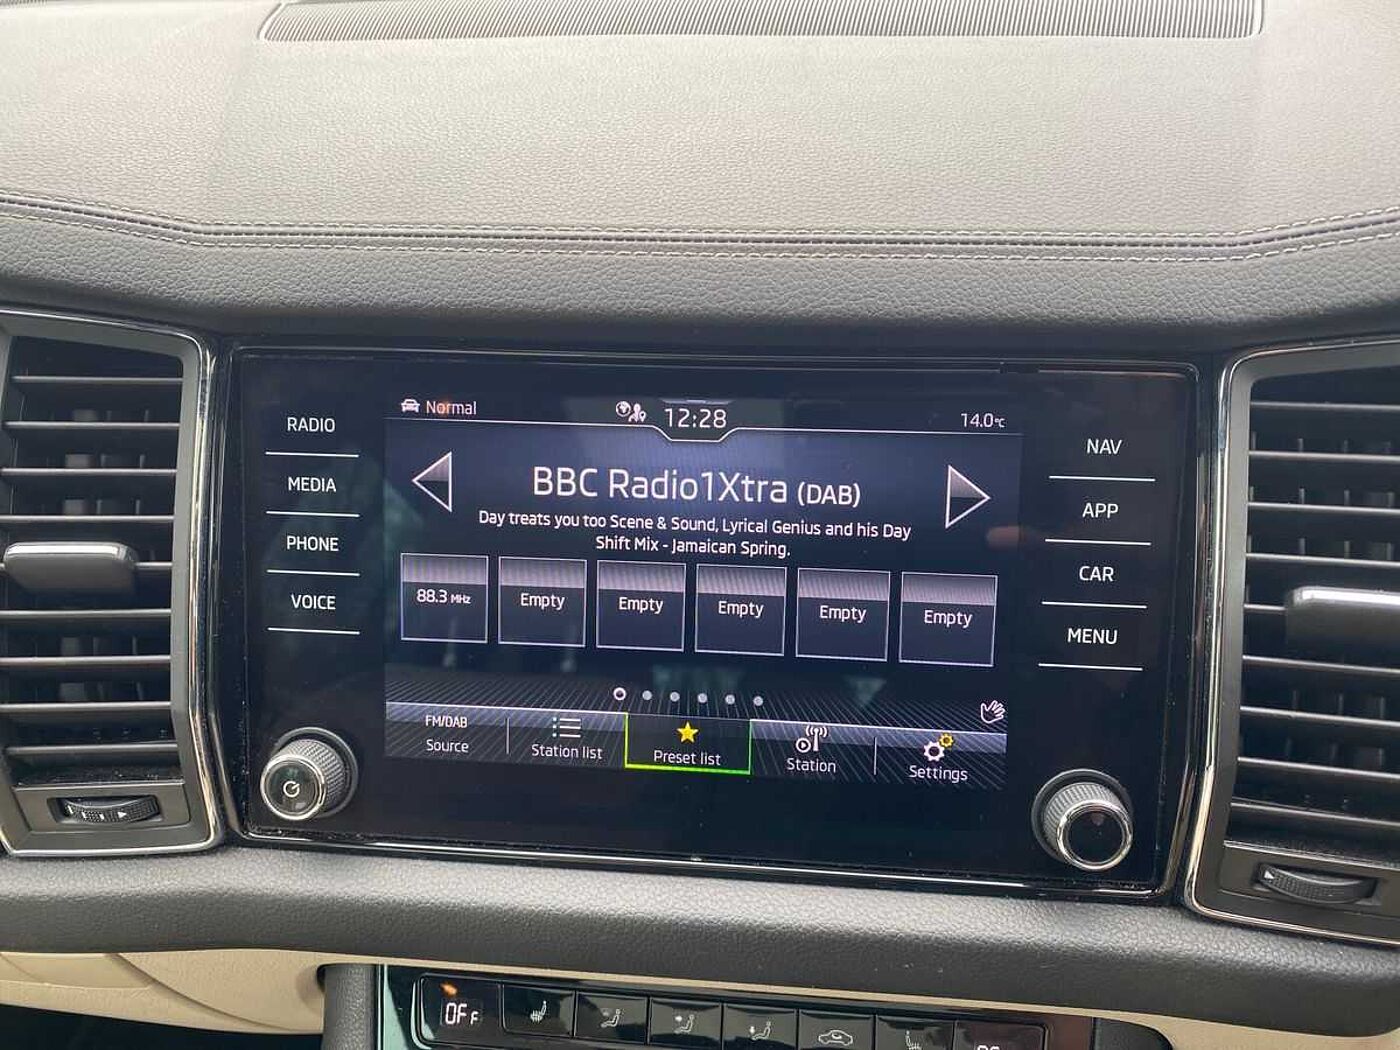 Normal
12:28
14.0°C
RADIO
MEDIA
PHONE
VOICE
BBC Radio1Xtra (DAB)
Day treats you too Scene & Sound, Lyrical Genius and his Day
Shift Mix - Jamaican Spring.
88.3 MHz
Empty
Empty
Empty
Empty
Empty
FM/DAB
Source
Station list
Preset list
Station
Settings
NAV
APP
CAR
MENU
OFF